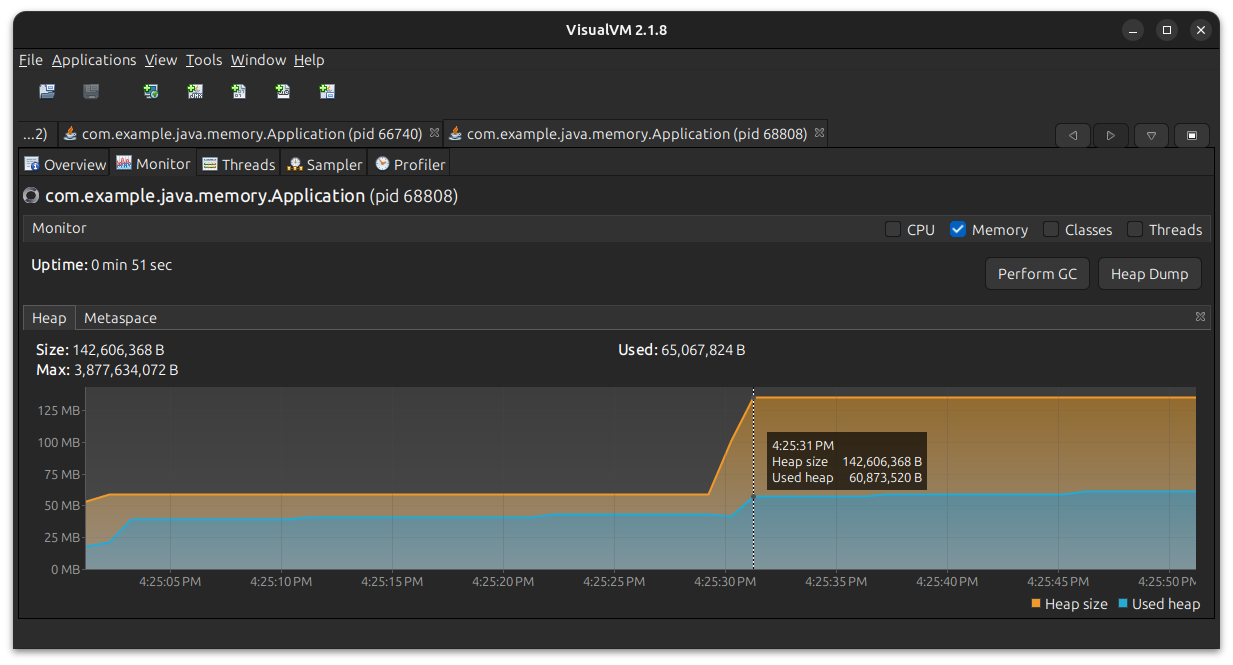 VisualVM 2.1.8
File Applications View Tools Window Help
...2) com.example.java.memory.Application (pid 66740) com.example.java.memory.Application (pid 68808)
Overview Monitor Threads Sampler Profiler
com.example.java.memory.Application (pid 68808)
Monitor CPU Memory Classes Threads
Uptime: 0 min 51 sec
Perform GC Heap Dump
Heap Metaspace
Size: 142,606,368 B Used: 65,067,824 B
Max: 3,877,634,072 B
125 MB
100 MB
75 MB
50 MB
25 MB
0 MB
4:25:31 PM
Heap size 142,606,368 B
Used heap 60,873,520 B
4:25:05 PM 4:25:10 PM 4:25:15 PM 4:25:20 PM 4:25:25 PM 4:25:30 PM 4:25:35 PM 4:25:40 PM 4:25:45 PM 4:25:50 PM
Heap size Used heap